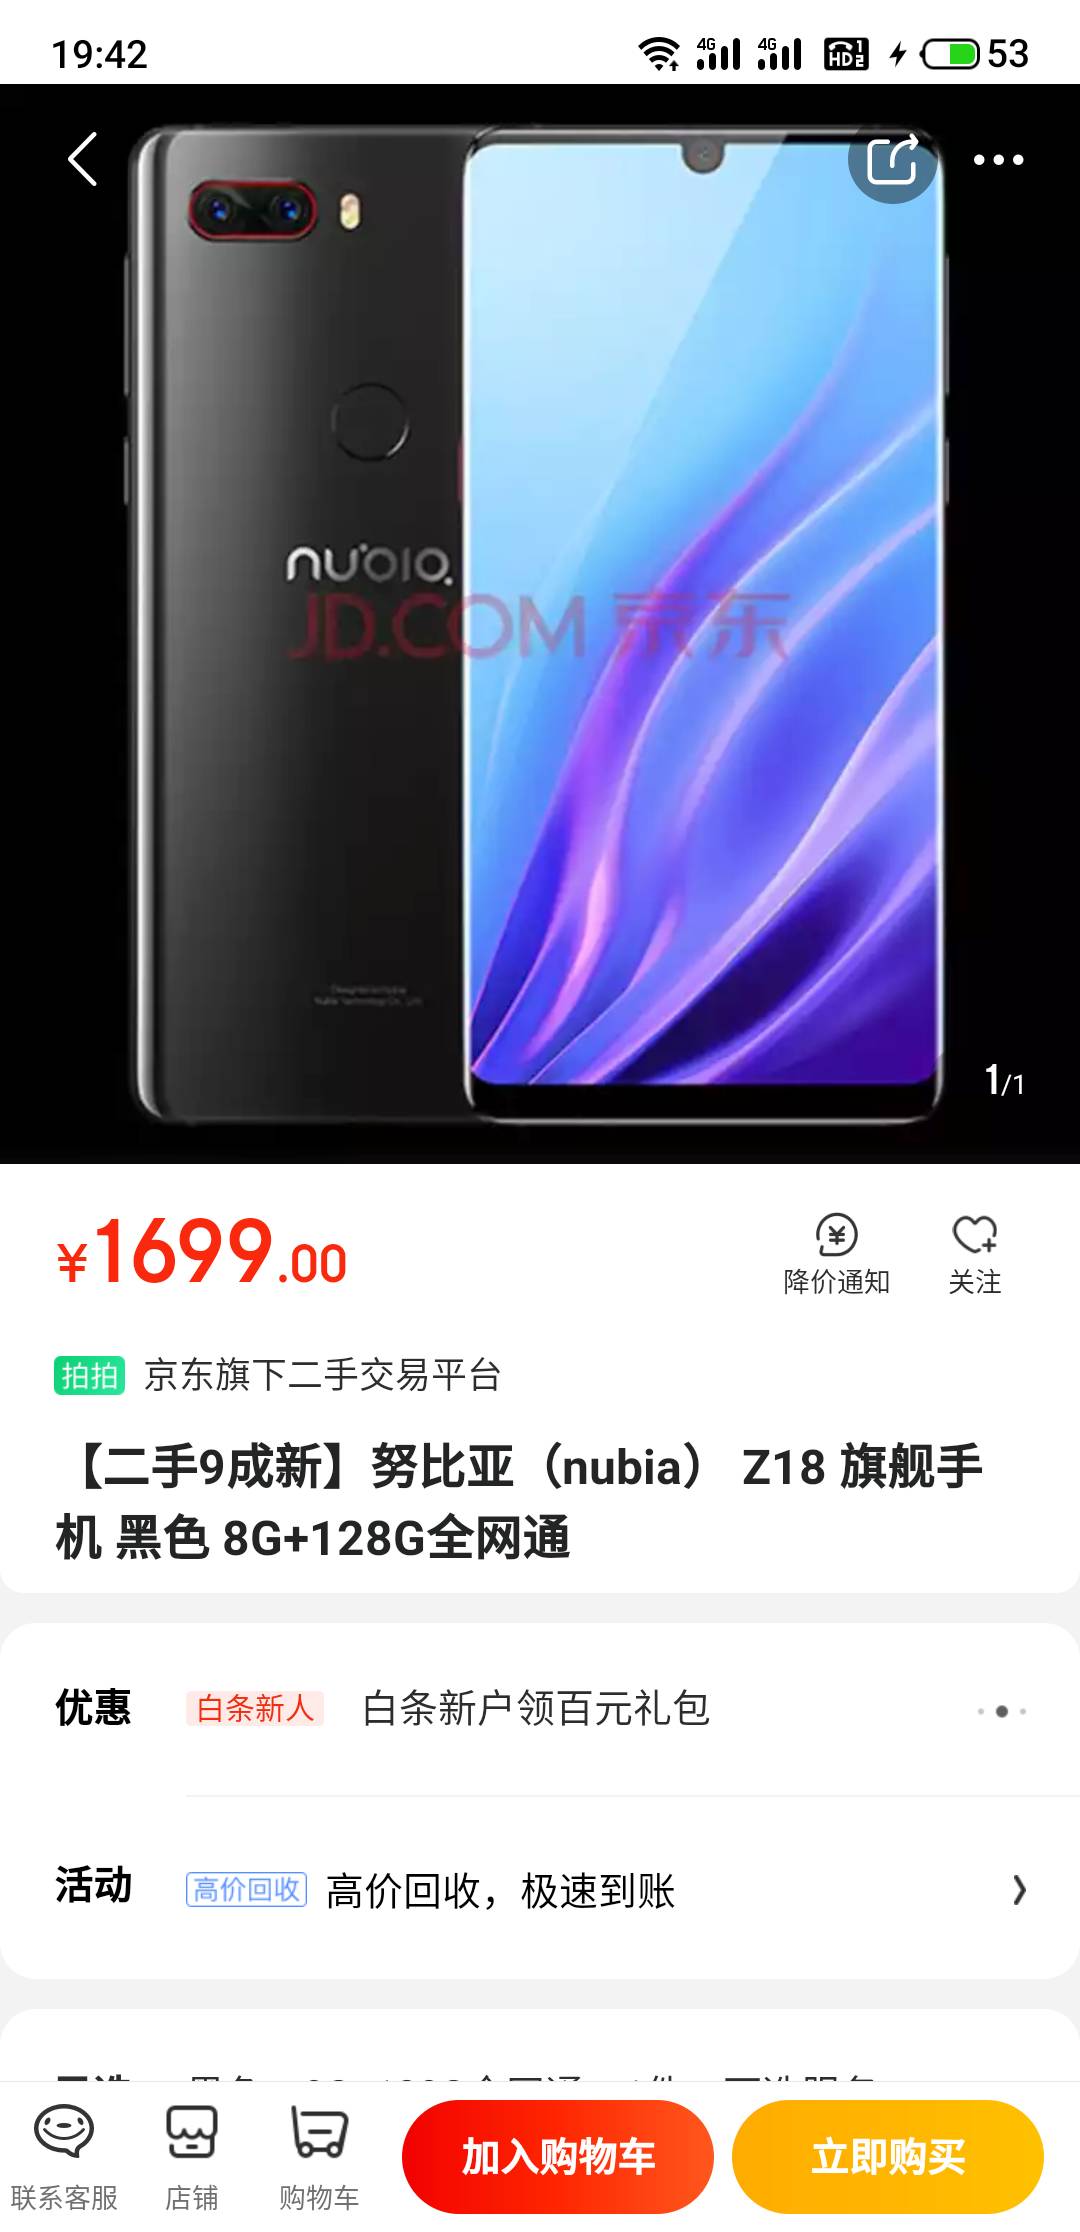 19:42
4G 4G HD 1 2 53
nubia
JD.COM 京东
1/1
¥1699.00
降价通知 关注
拍拍 京东旗下二手交易平台
【二手9成新】努比亚（nubia） Z18 旗舰手
机 黑色 8G+128G全网通
优惠 白条新人 白条新户领百元礼包
活动 高价回收 高价回收，极速到账
联系客服 店铺 购物车 加入购物车 立即购买